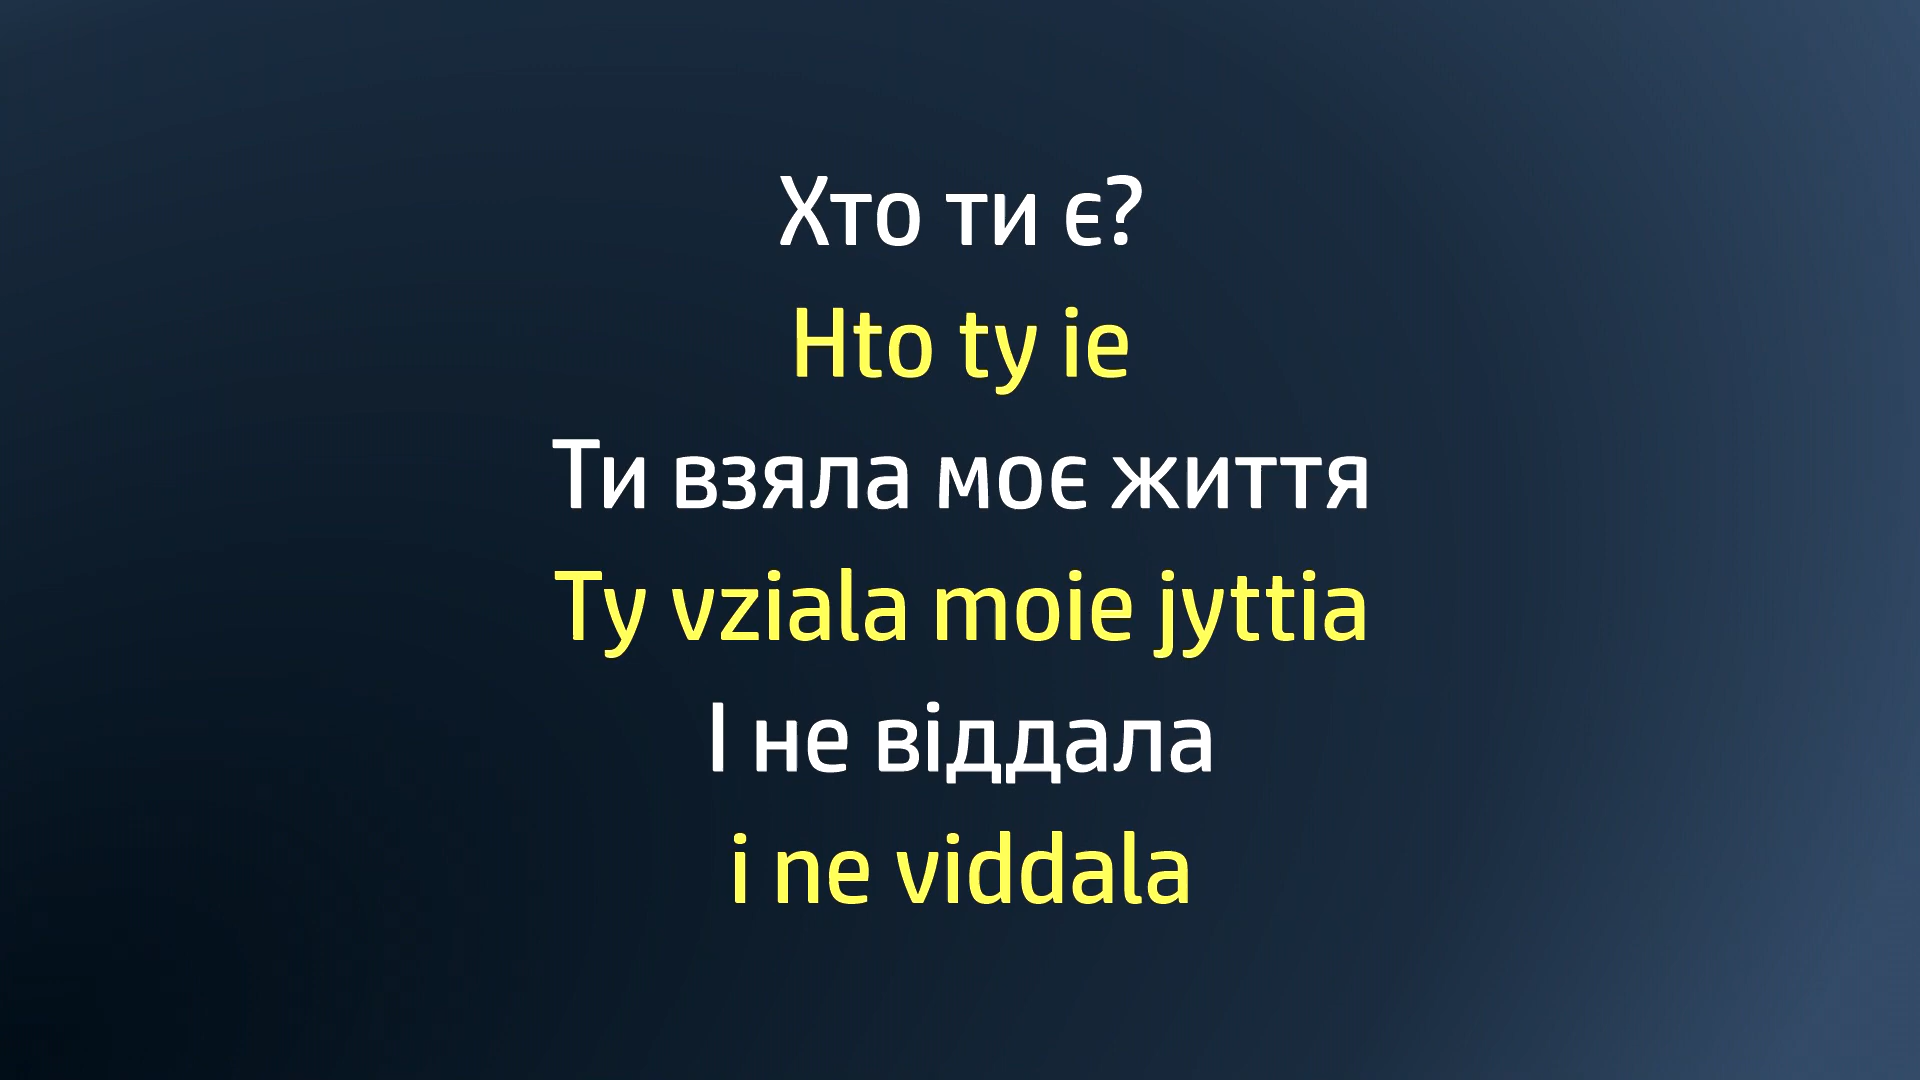 Хто ти є?
Hto ty ie
Ти взяла моє життя
Ty vziala moie jyttia
І не віддала
i ne viddala